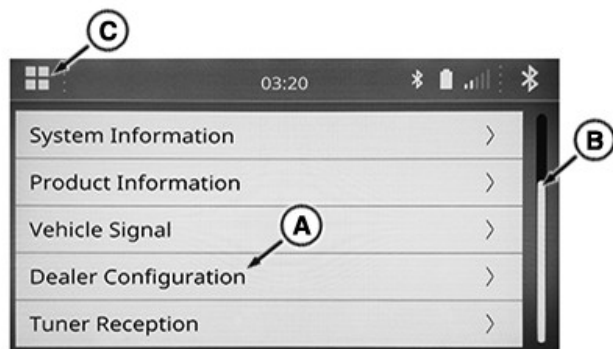 C
03:20
System Information
B
Product Information
Vehicle Signal
A
Dealer Configuration
Tuner Reception